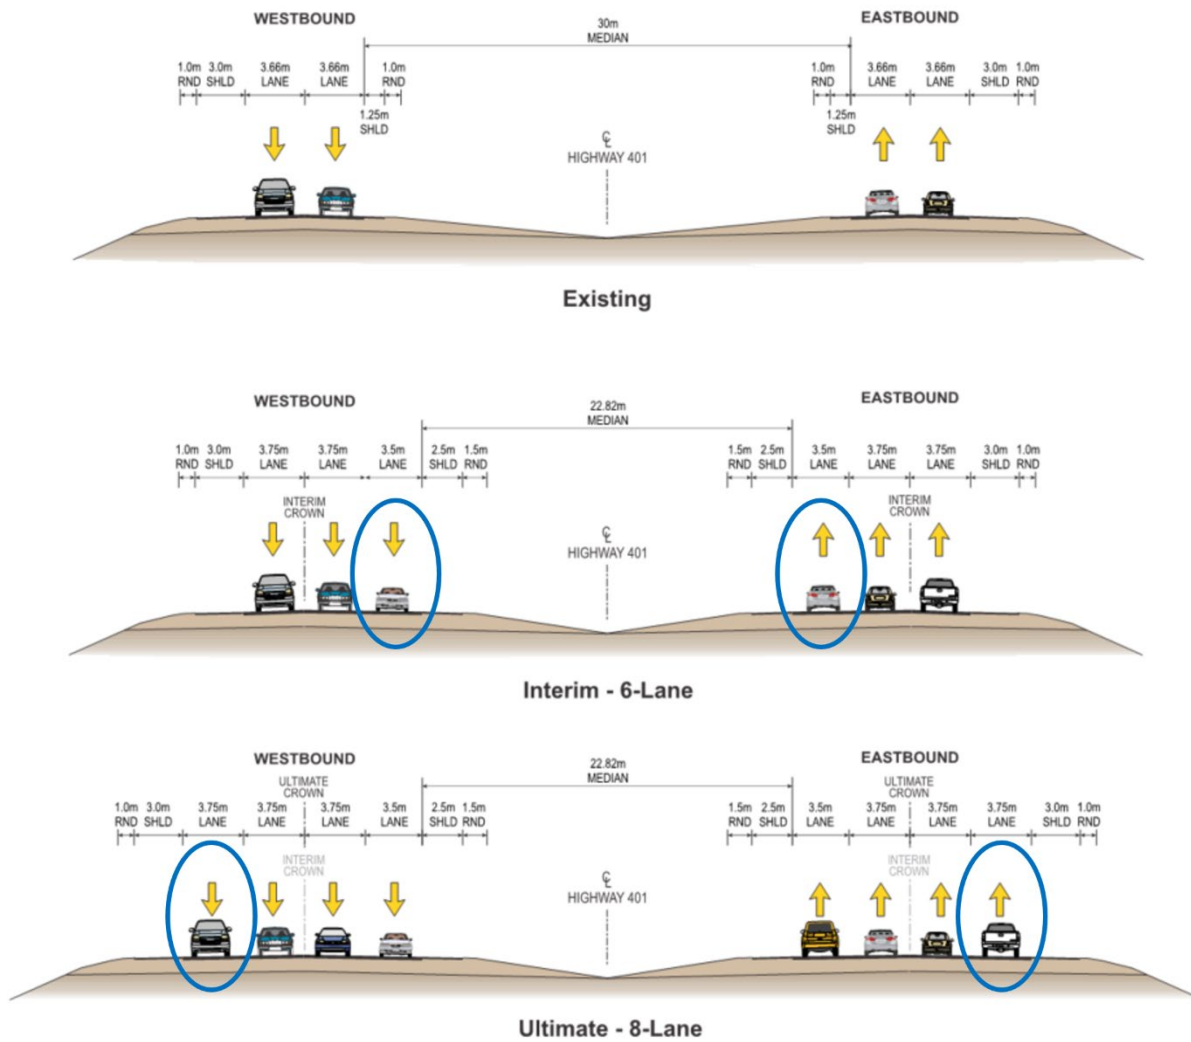 WESTBOUND
EASTBOUND
30m
MEDIAN
1.0m 3.0m 3.66m 3.66m 1.0m
RND SHLD LANE LANE RND
1.25m
SHLD
1.0m 3.66m 3.66m 3.0m 1.0m
RND LANE LANE SHLD RND
1.25m
SHLD
℄
HIGHWAY 401
Existing
WESTBOUND
EASTBOUND
22.82m
MEDIAN
1.0m 3.0m 3.75m 3.75m 3.5m 2.5m 1.5m
RND SHLD LANE LANE LANE SHLD RND
1.5m 2.5m 3.5m 3.75m 3.75m 3.0m 1.0m
RND SHLD LANE LANE LANE SHLD RND
INTERIM
CROWN
INTERIM
CROWN
℄
HIGHWAY 401
Interim - 6-Lane
WESTBOUND
EASTBOUND
22.82m
MEDIAN
ULTIMATE
CROWN
ULTIMATE
CROWN
1.0m 3.0m 3.75m 3.75m 3.75m 3.5m 2.5m 1.5m
RND SHLD LANE LANE LANE LANE SHLD RND
1.5m 2.5m 3.5m 3.75m 3.75m 3.75m 3.0m 1.0m
RND SHLD LANE LANE LANE LANE SHLD RND
INTERIM
CROWN
INTERIM
CROWN
℄
HIGHWAY 401
Ultimate - 8-Lane